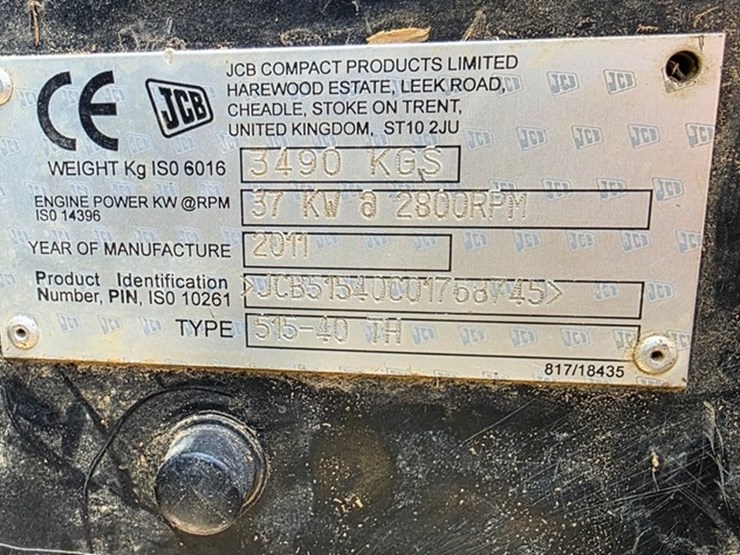 CE JCB
JCB COMPACT PRODUCTS LIMITED
HAREWOOD ESTATE, LEEK ROAD,
CHEADLE, STOKE ON TRENT,
UNITED KINGDOM, ST10 2JU
WEIGHT Kg IS0 6016 3490 KGS
ENGINE POWER KW @RPM 37 KW @ 2800RPM
ISO 14396
YEAR OF MANUFACTURE 2011
Product Identification
Number, PIN, ISO 10261
TYPE 515-40 TH
817/18435